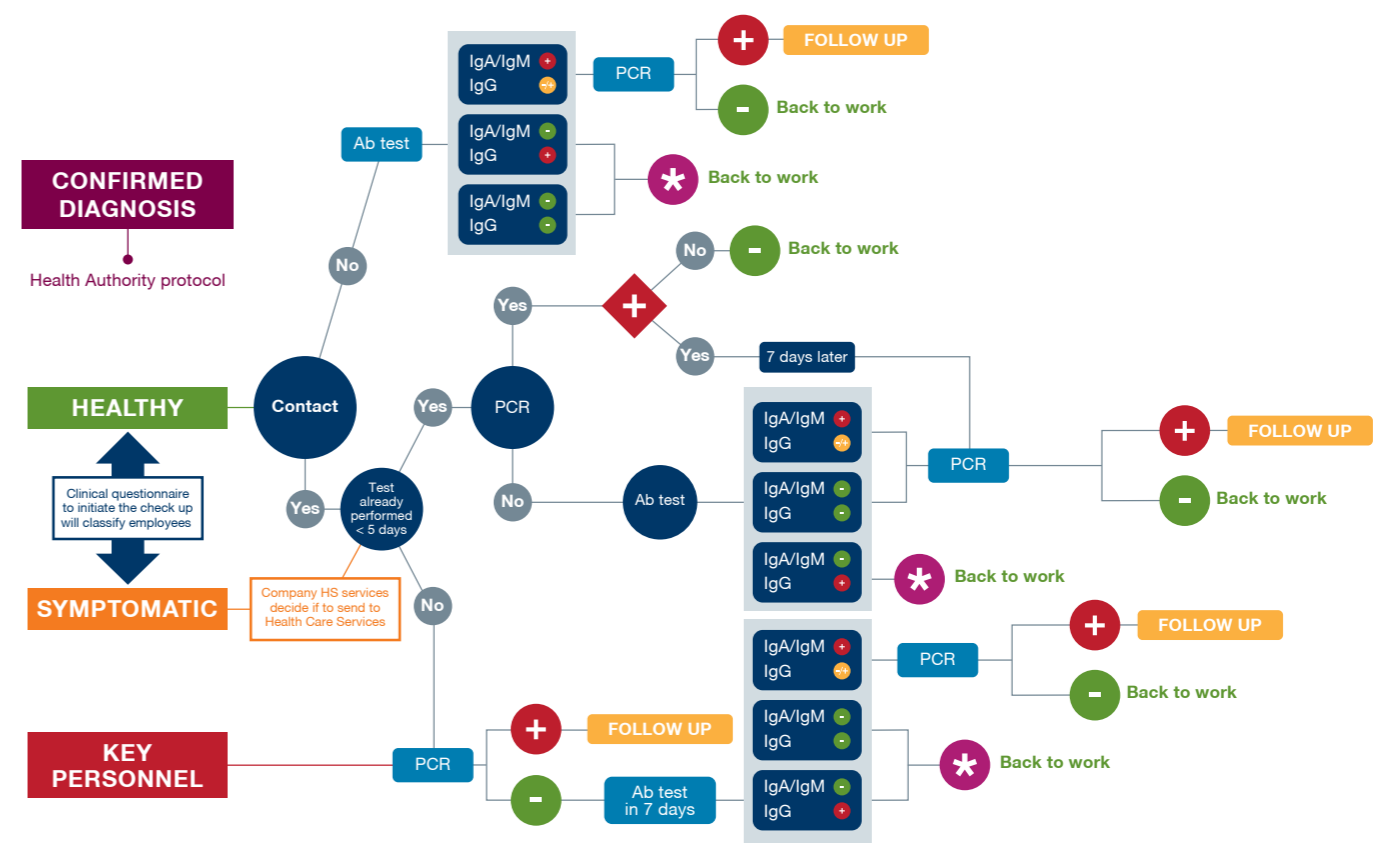 CONFIRMED
DIAGNOSIS
Health Authority protocol
HEALTHY
Clinical questionnaire
to initiate the check up
will classify employees
SYMPTOMATIC
Company HS services
decide if to send to
Health Care Services
KEY
PERSONNEL
Contact
No
Ab test
IgA/IgM +
IgG -/+
IgA/IgM -
IgG +
IgA/IgM -
IgG -
PCR
+
FOLLOW UP
-
Back to work
*
Back to work
Yes
Test
already
performed
< 5 days
Yes
PCR
Yes
+
No
-
Back to work
Yes
7 days later
No
Ab test
IgA/IgM +
IgG -/+
IgA/IgM -
IgG -
IgA/IgM -
IgG +
PCR
+
FOLLOW UP
-
Back to work
*
Back to work
No
PCR
+
FOLLOW UP
-
Ab test
in 7 days
IgA/IgM +
IgG -/+
IgA/IgM -
IgG -
IgA/IgM -
IgG +
PCR
+
FOLLOW UP
-
Back to work
*
Back to work